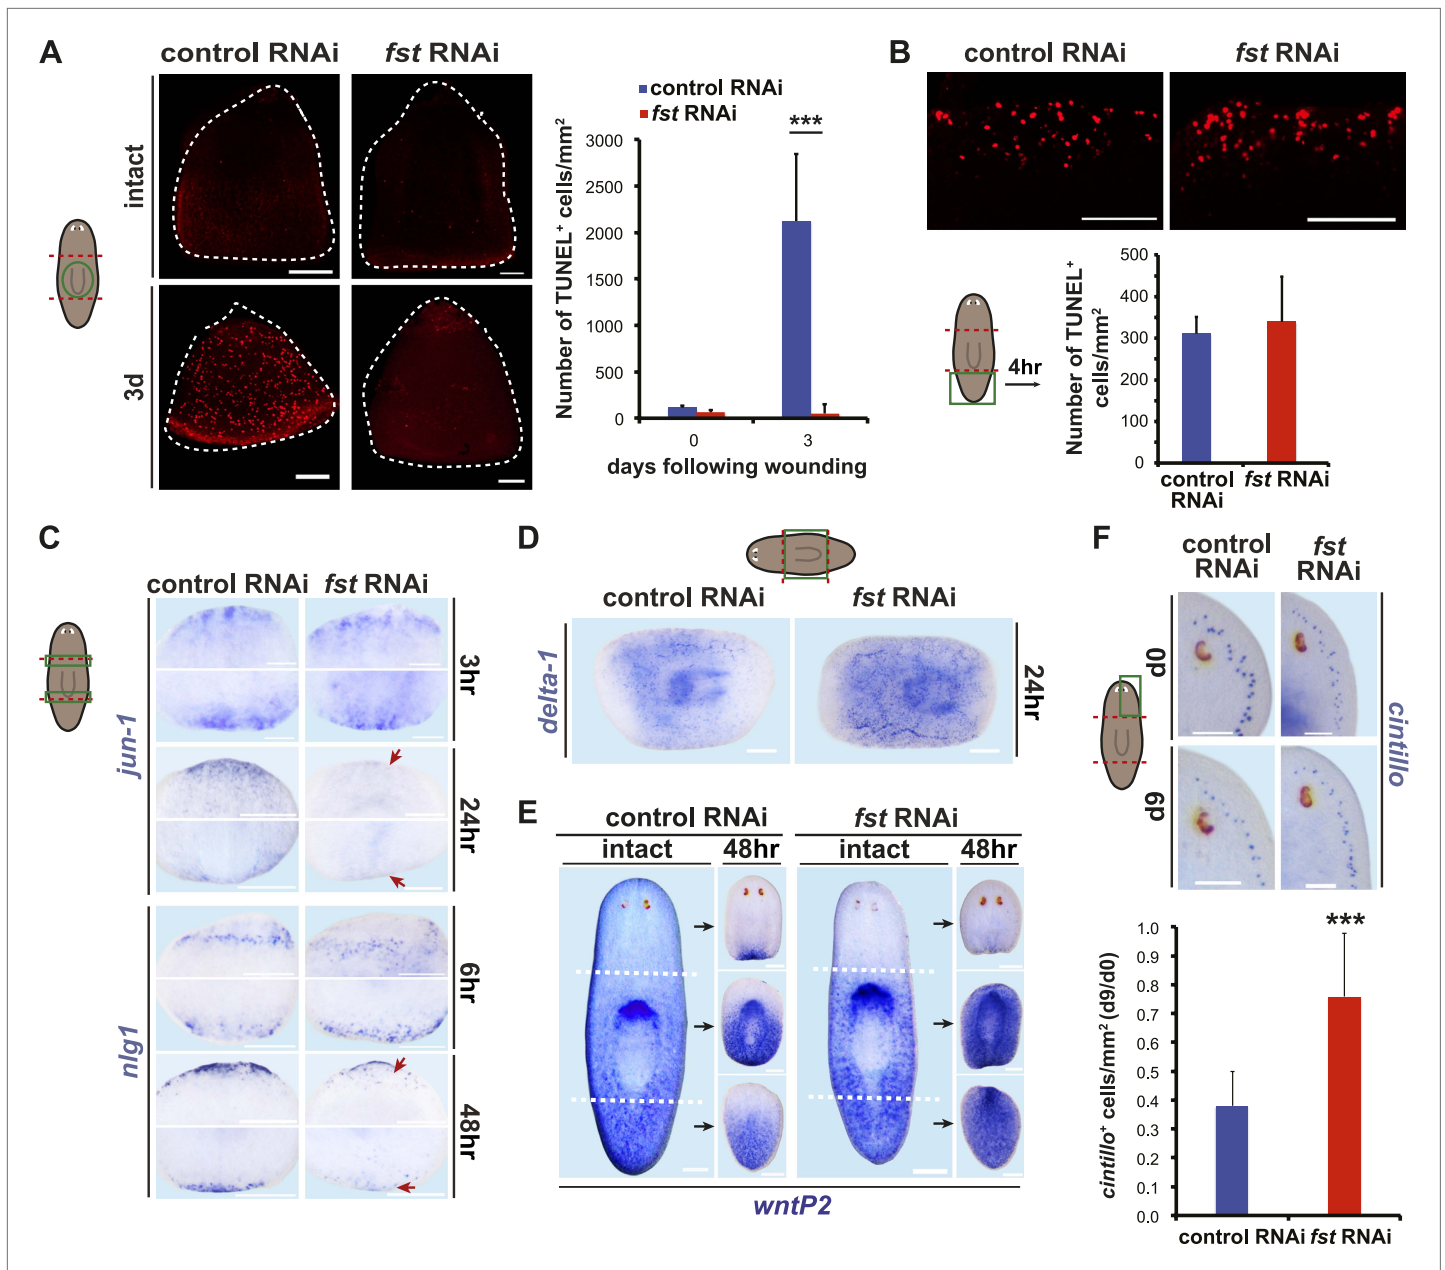 A
control RNAi
fst RNAi
intact
3d
control RNAi
fst RNAi
***
Number of TUNEL+ cells/mm2
3000
2500
2000
1500
1000
500
0
0
3
days following wounding
B
control RNAi
fst RNAi
4hr
Number of TUNEL+
cells/mm2
500
400
300
200
100
0
control
RNAi
fst RNAi
C
control RNAi
fst RNAi
jun-1
3hr
24hr
nlg1
6hr
48hr
D
control RNAi
fst RNAi
delta-1
24hr
E
control RNAi
fst RNAi
intact
48hr
intact
48hr
wntP2
F
control
RNAi
fst
RNAi
0d
9d
cintillo
***
cintillo+ cells/mm2 (d9/d0)
1.0
0.9
0.8
0.7
0.6
0.5
0.4
0.3
0.2
0.1
0.0
control RNAi
fst RNAi